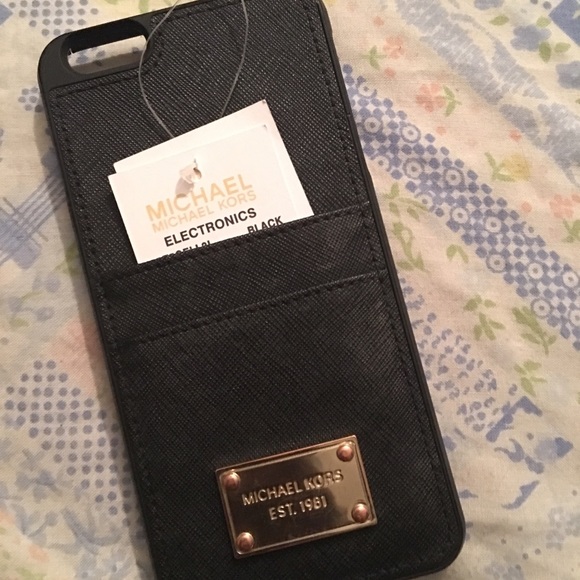 MICHAEL
MICHAEL KORS
ELECTRONICS
BLACK
MICHAEL KORS
EST. 1981